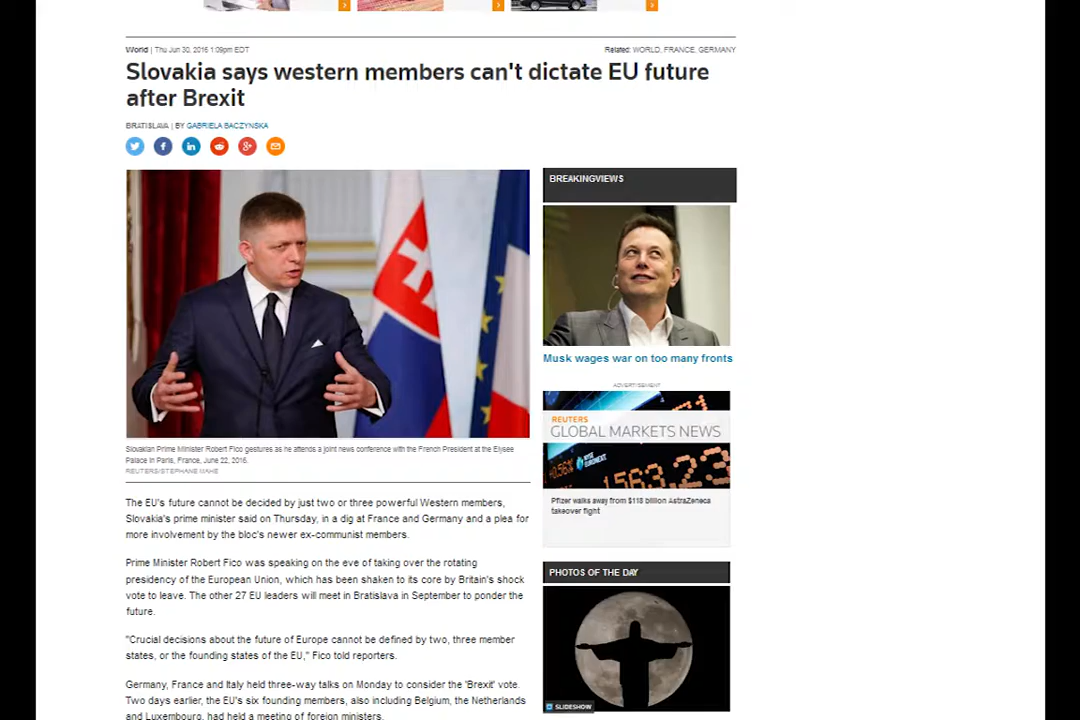 World | Thu Jun 30, 2016 1:09pm EDT
Related: WORLD, FRANCE, GERMANY
Slovakia says western members can't dictate EU future
after Brexit
BRATISLAVA | BY GABRIELA BACZYNSKA
Slovakian Prime Minister Robert Fico gestures as he attends a joint news conference with the French President at the Elysee
Palace in Paris, France, June 22, 2016.
REUTERS/STEPHANE MAHE
The EU's future cannot be decided by just two or three powerful Western members,
Slovakia's prime minister said on Thursday, in a dig at France and Germany and a plea for
more involvement by the bloc's newer ex-communist members.
Prime Minister Robert Fico was speaking on the eve of taking over the rotating
presidency of the European Union, which has been shaken to its core by Britain's shock
vote to leave. The other 27 EU leaders will meet in Bratislava in September to ponder the
future.
"Crucial decisions about the future of Europe cannot be defined by two, three member
states, or the founding states of the EU," Fico told reporters.
Germany, France and Italy held three-way talks on Monday to consider the 'Brexit' vote.
Two days earlier, the EU's six founding members, also including Belgium, the Netherlands
and Luxembourg, had held a meeting of foreign ministers.
BREAKINGVIEWS
Musk wages war on too many fronts
ADVERTISEMENT
REUTERS
GLOBAL MARKETS NEWS
NYSE
EURONEXT
1563,23
Pfizer walks away from $118 billion AstraZeneca
takeover fight
PHOTOS OF THE DAY
SLIDESHOW